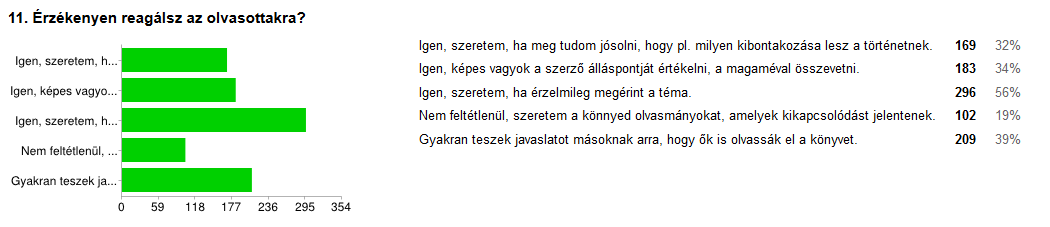 11. Érzékenyen reagálsz az olvasottakra?
Igen, szeretem, h...
Igen, képes vagyo...
Igen, szeretem, h...
Nem feltétlenül, ...
Gyakran teszek ja...
0 59 118 177 236 295 354
Igen, szeretem, ha meg tudom jósolni, hogy pl. milyen kibontakozása lesz a történetnek. 169 32%
Igen, képes vagyok a szerző álláspontját értékelni, a magaméval összevetni. 183 34%
Igen, szeretem, ha érzelmileg megérint a téma. 296 56%
Nem feltétlenül, szeretem a könnyed olvasmányokat, amelyek kikapcsolódást jelentenek. 102 19%
Gyakran teszek javaslatot másoknak arra, hogy ők is olvassák el a könyvet. 209 39%